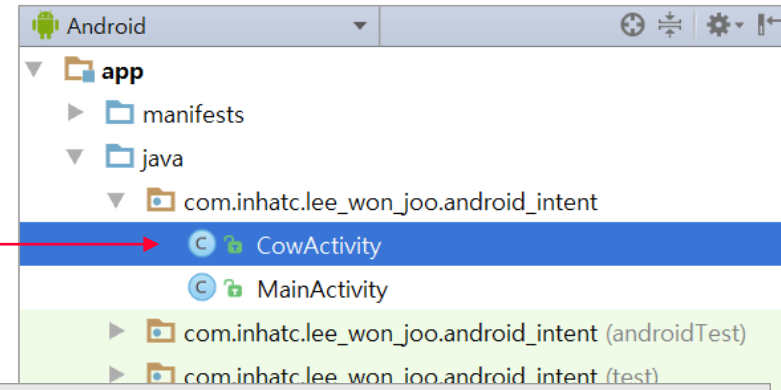 Android
app
manifests
java
com.inhatc.lee_won_joo.android_intent
C CowActivity
C MainActivity
com.inhatc.lee_won_joo.android_intent (androidTest)
com.inhatc.lee_won_joo.android_intent (test)